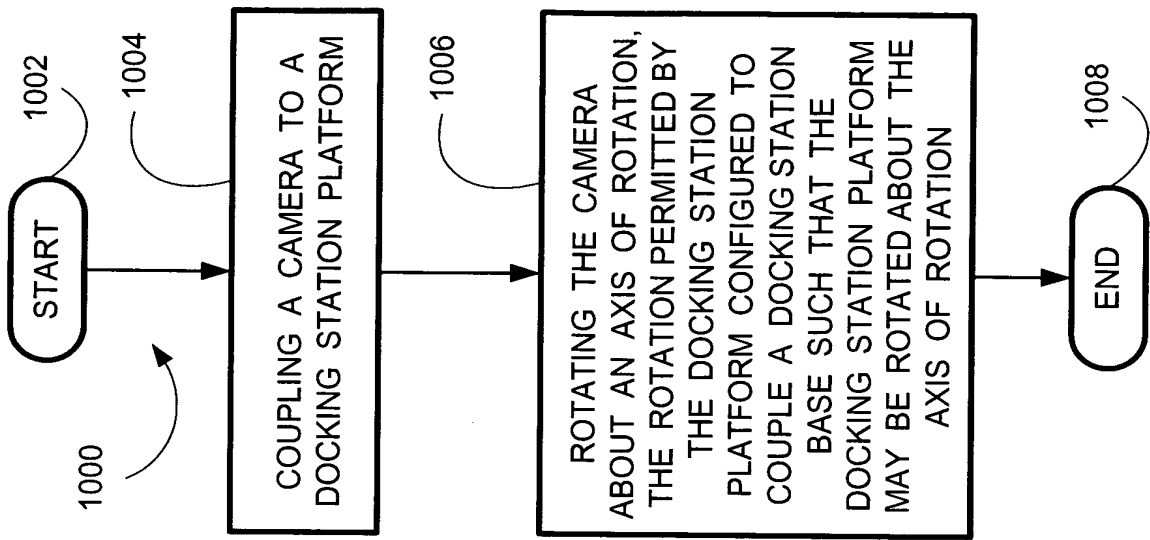 1000
START
1002
COUPLING A CAMERA TO A
DOCKING STATION PLATFORM
1004
ROTATING THE CAMERA
ABOUT AN AXIS OF ROTATION,
THE ROTATION PERMITTED BY
THE DOCKING STATION
PLATFORM CONFIGURED TO
COUPLE A DOCKING STATION
BASE SUCH THAT THE
DOCKING STATION PLATFORM
MAY BE ROTATED ABOUT THE
AXIS OF ROTATION
1006
END
1008